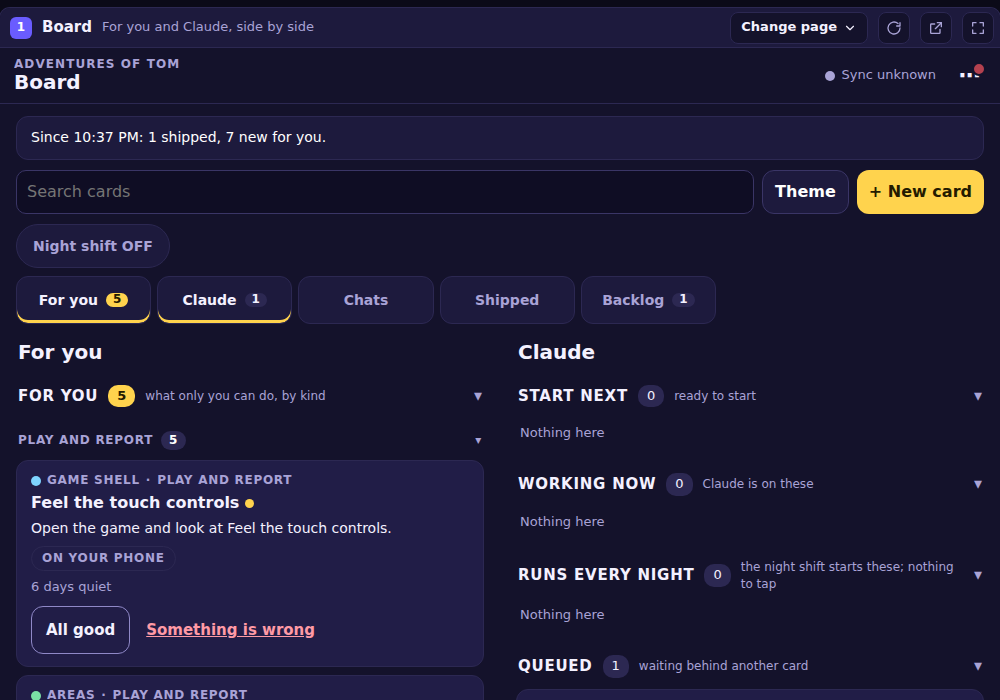 1 Board For you and Claude, side by side Change page
ADVENTURES OF TOM
Board
Sync unknown
Since 10:37 PM: 1 shipped, 7 new for you.
Search cards
Theme
+ New card
Night shift OFF
For you 5
Claude 1
Chats
Shipped
Backlog 1
For you
FOR YOU 5 what only you can do, by kind
PLAY AND REPORT 5
GAME SHELL · PLAY AND REPORT
Feel the touch controls
Open the game and look at Feel the touch controls.
ON YOUR PHONE
6 days quiet
All good
Something is wrong
AREAS · PLAY AND REPORT
Claude
START NEXT 0 ready to start
Nothing here
WORKING NOW 0 Claude is on these
Nothing here
RUNS EVERY NIGHT 0 the night shift starts these; nothing
to tap
Nothing here
QUEUED 1 waiting behind another card